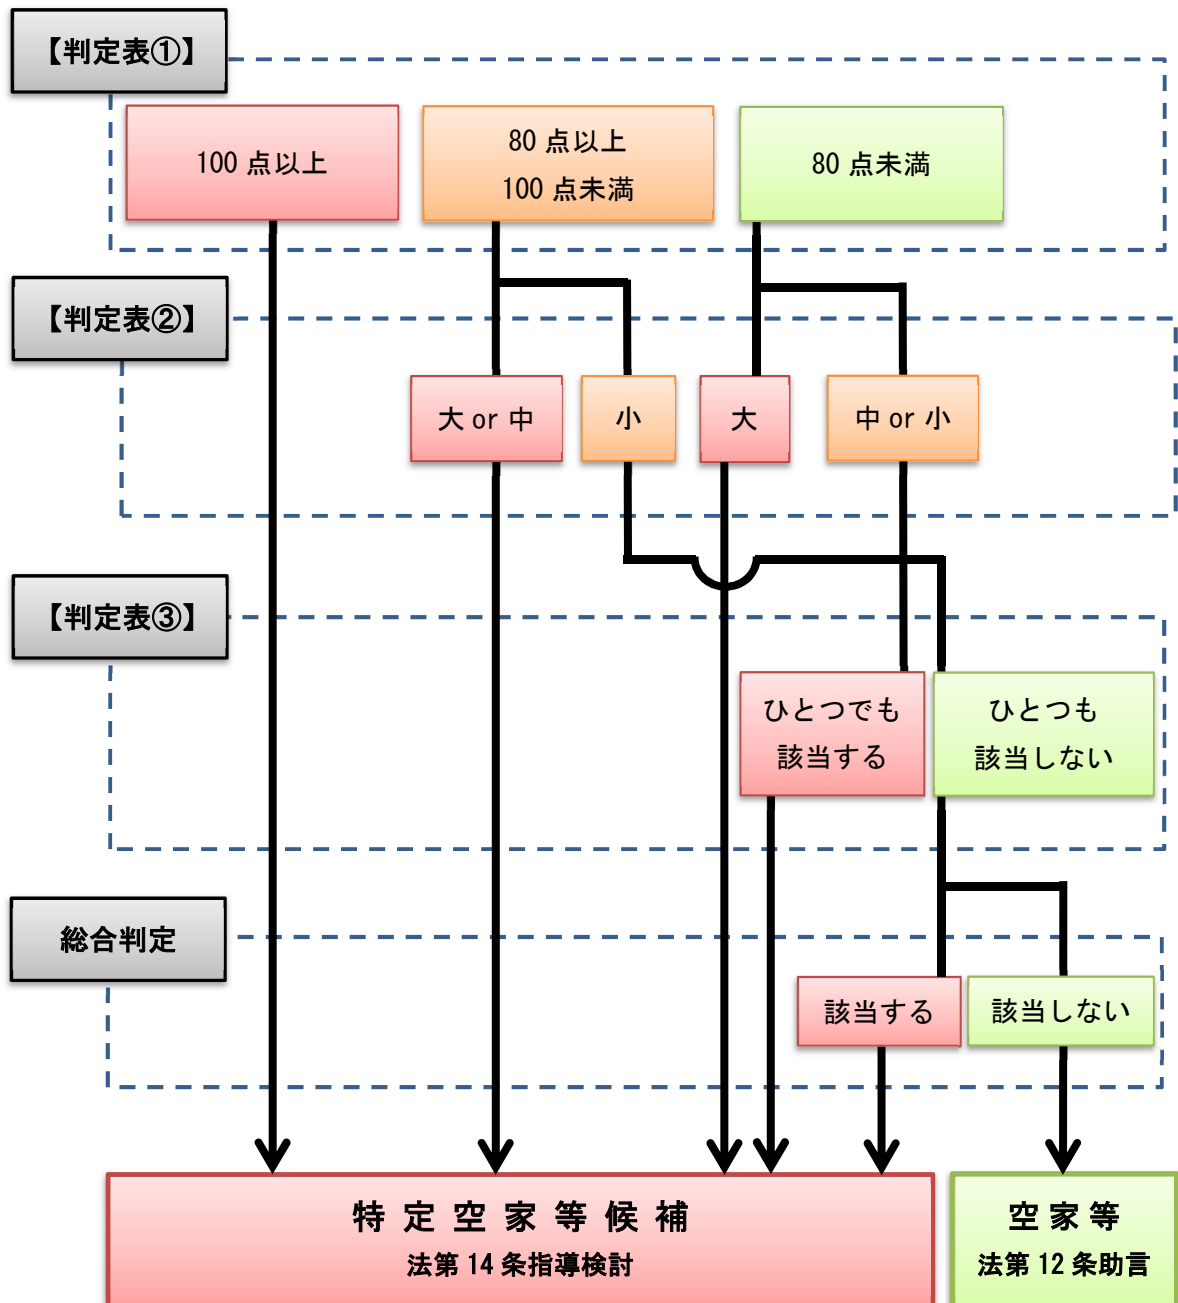 【判定表①】
100 点以上
80 点以上
100 点未満
80 点未満
【判定表②】
大 or 中
小
大
中 or 小
【判定表③】
ひとつでも
該当する
ひとつも
該当しない
総合判定
該当する
該当しない
特定空家等候補
法第 14 条指導検討
空家等
法第 12 条助言